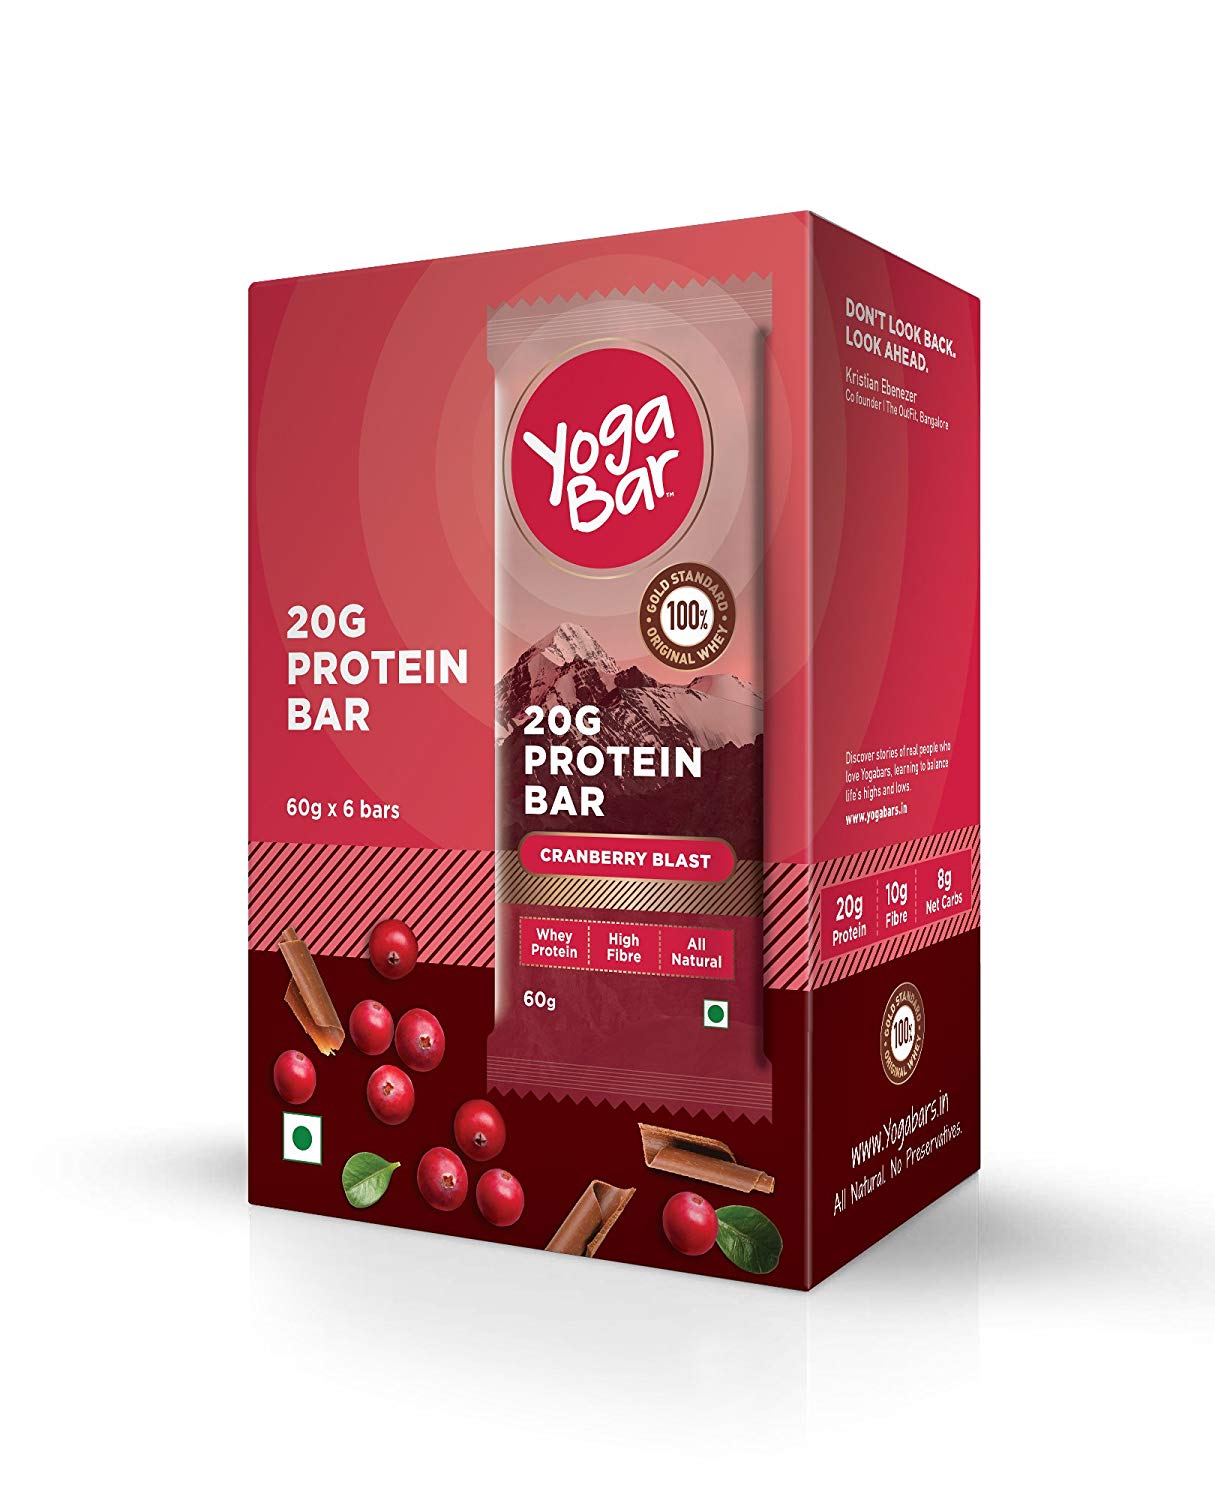 20G
PROTEIN
BAR
60g x 6 bars
Yoga
Bar™
GOLD STANDARD
100%
ORIGINAL WHEY
20G
PROTEIN
BAR
CRANBERRY BLAST
Whey
Protein
High
Fibre
All
Natural
60g
DON'T LOOK BACK.
LOOK AHEAD.
Kristian Ebenezer
Co founder | The OutFit, Bangalore
Discover stories of real people who
love Yogabars, learning to balance
life's highs and lows.
www.yogabars.in
20g
Protein
10g
Fibre
8g
Net Carbs
GOLD STANDARD
100%
ORIGINAL WHEY
www.Yogabars.in
All Natural. No Preservatives.